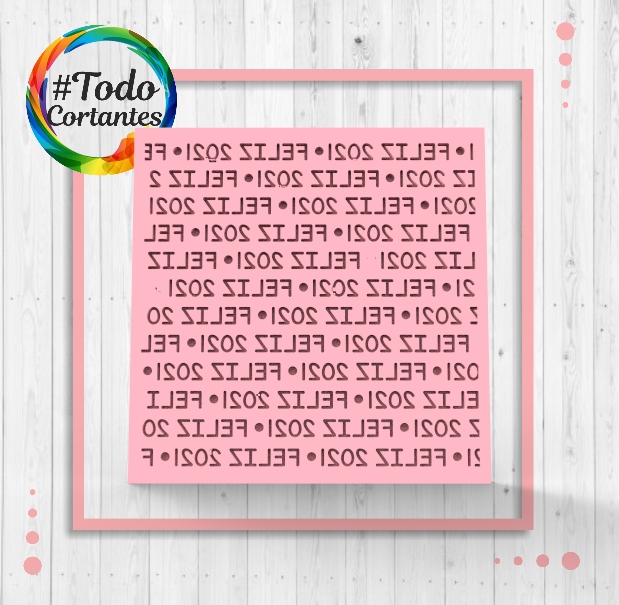 #Todo
Cortantes
1• FELIZ 2021• FELIZ 2021• FE
IZ 2021• FELIZ 2021• FELIZ 2
2021• FELIZ 2021• FELIZ 2021
FELIZ 2021• FELIZ 2021• FEL
LIZ 2021 FELIZ 2021• FELIZ
21• FELIZ 2021• FELIZ 2021
Z 2021• FELIZ 2021• FELIZ 20
FELIZ 2021• FELIZ 2021• FEL
021• FELIZ 2021• FELIZ 2021•
ELIZ 2021• FELIZ 2021• FELI
Z 2021• FELIZ 2021• FELIZ 20
21• FELIZ 2021• FELIZ 2021• F